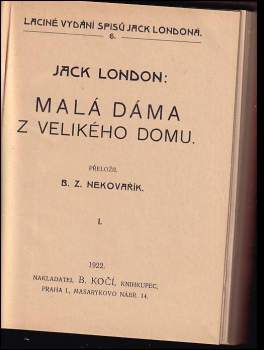 LACINÉ VYDÁNÍ SPISŮ JACK LONDONA.
6.
JACK LONDON:
MALÁ DÁMA
Z VELIKÉHO DOMU.
PŘELOŽIL
B. Z. NEKOVAŘÍK.
I.
1922.
NAKLADATEL B. KOČÍ, KNIHKUPEC,
PRAHA I., MASARYKOVO NÁBŘ. 14.